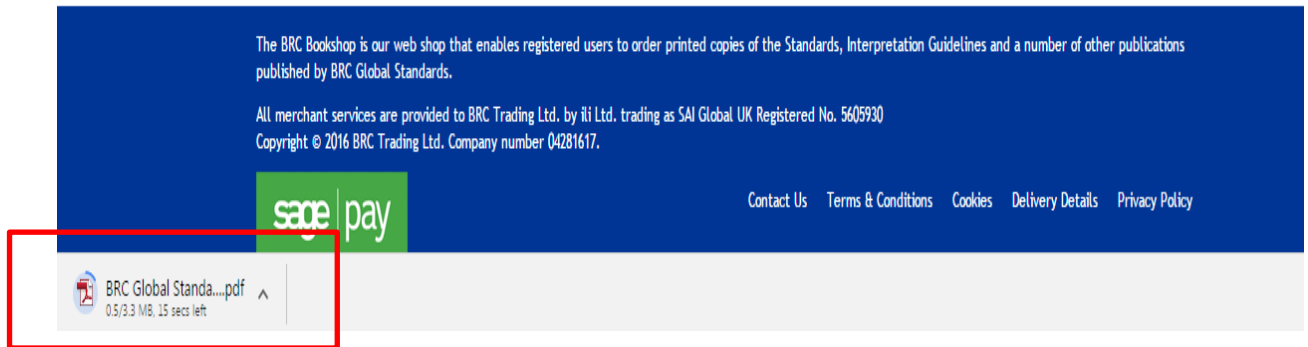 The BRC Bookshop is our web shop that enables registered users to order printed copies of the Standards, Interpretation Guidelines and a number of other publications
published by BRC Global Standards.
All merchant services are provided to BRC Trading Ltd. by ili Ltd. trading as SAI Global UK Registered No. 5605930
Copyright © 2016 BRC Trading Ltd. Company number 04281617.
sage pay
Contact Us Terms & Conditions Cookies Delivery Details Privacy Policy
BRC Global Standa....pdf
0.5/3.3 MB, 15 secs left